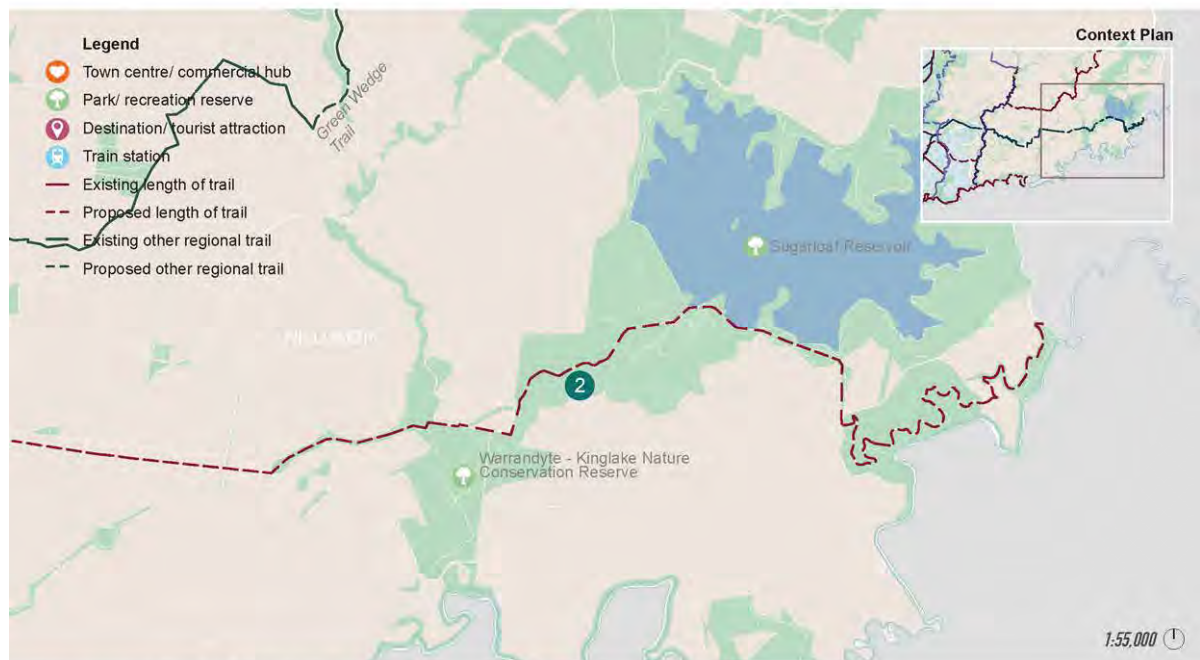 Legend
Town centre/ commercial hub
Park/ recreation reserve
Destination/ tourist attraction
Train station
Existing length of trail
Proposed length of trail
Existing other regional trail
Proposed other regional trail
Green Wedge
Trail
Context Plan
Sugarloaf Reservoir
NILLUMBIK
2
Warrandyte - Kinglake Nature
Conservation Reserve
1:55,000